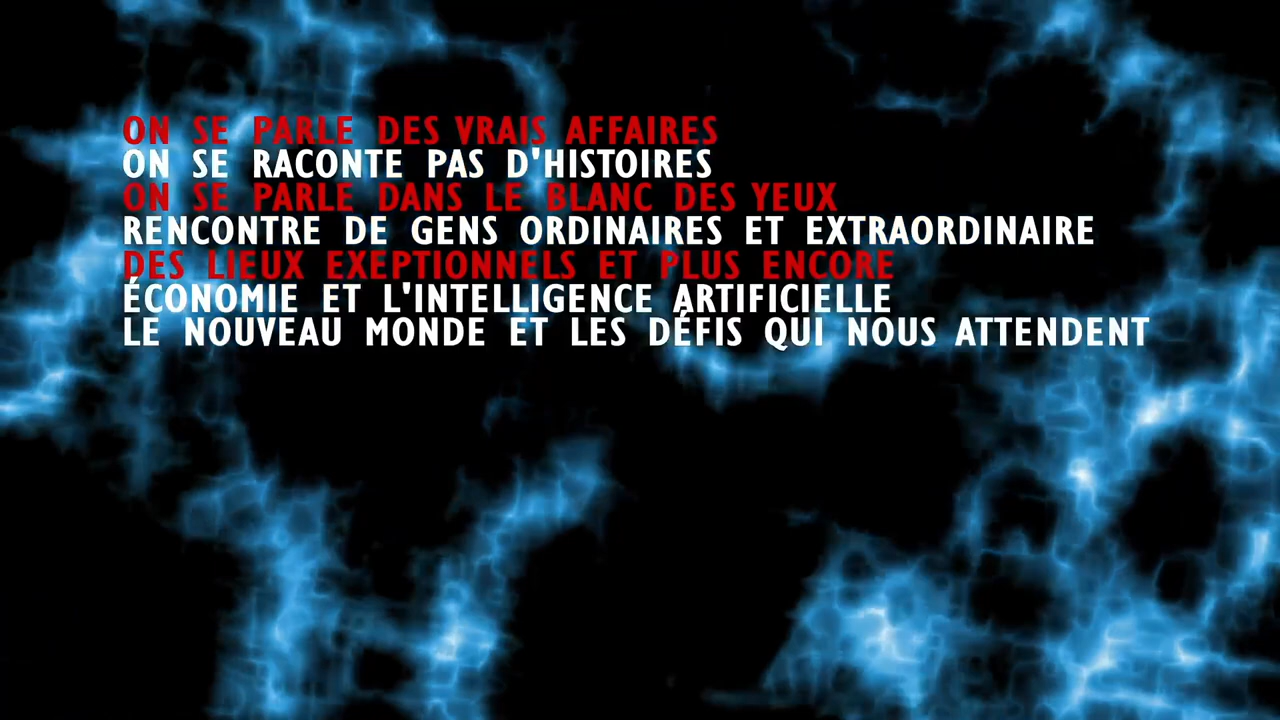 ON SE PARLE DES VRAIS AFFAIRES
ON SE RACONTE PAS D'HISTOIRES
ON SE PARLE DANS LE BLANC DES YEUX
RENCONTRE DE GENS ORDINAIRES ET EXTRAORDINAIRE
DES LIEUX EXEPTIONNELS ET PLUS ENCORE
ÉCONOMIE ET L'INTELLIGENCE ARTIFICIELLE
LE NOUVEAU MONDE ET LES DÉFIS QUI NOUS ATTENDENT